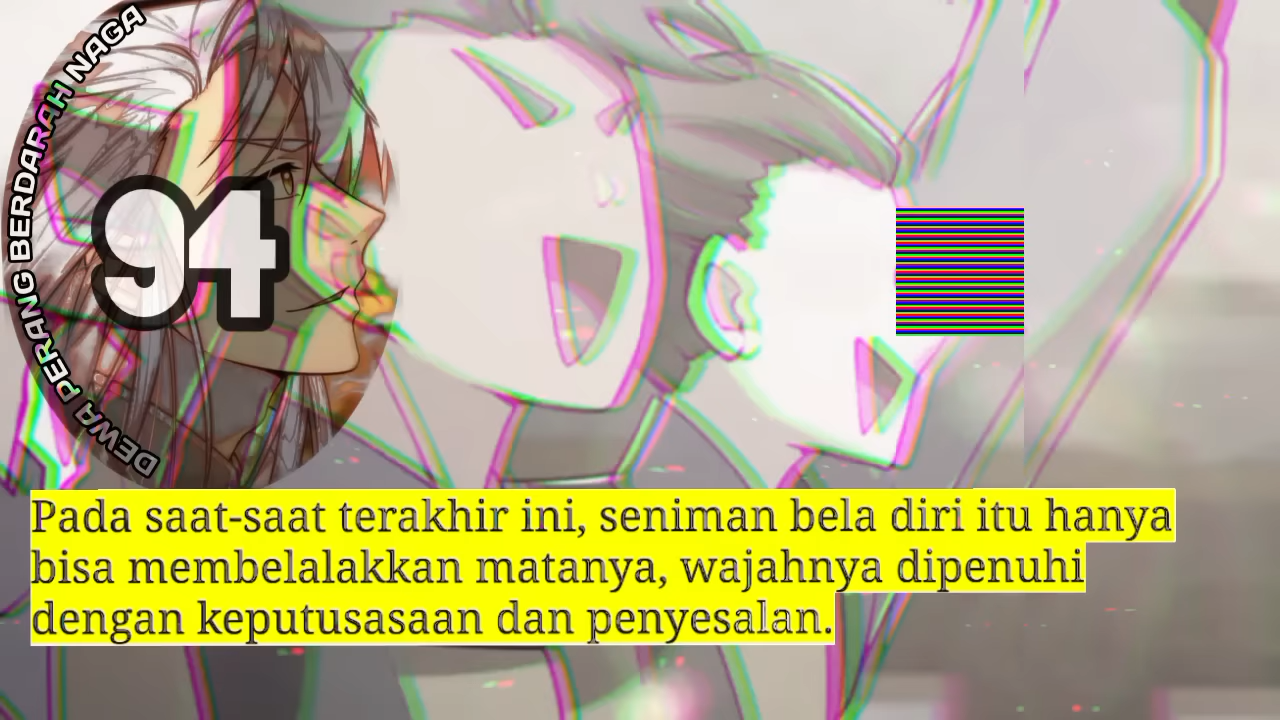 DEWA PERANG BERDARAH NAGA
94
Pada saat-saat terakhir ini, seniman bela diri itu hanya
bisa membelalakkan matanya, wajahnya dipenuhi
dengan keputusasaan dan penyesalan.